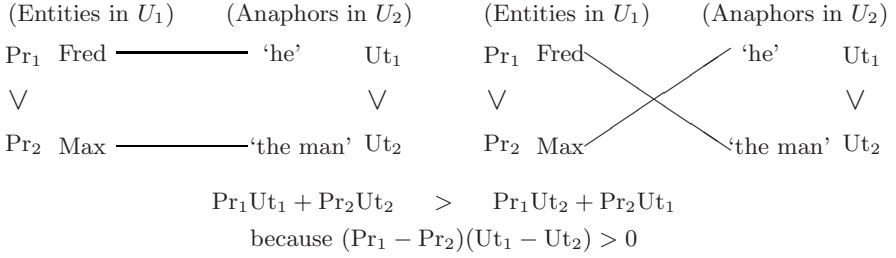 (Entities in U₁) (Anaphors in U₂) (Entities in U₁) (Anaphors in U₂)
Pr₁ Fred ‘he’ Ut₁ Pr₁ Fred ‘he’ Ut₁
∨ ∨ ∨ ∨
Pr₂ Max ‘the man’ Ut₂ Pr₂ Max ‘the man’ Ut₂
Pr₁Ut₁ + Pr₂Ut₂ > Pr₁Ut₂ + Pr₂Ut₁
because (Pr₁ − Pr₂)(Ut₁ − Ut₂) > 0